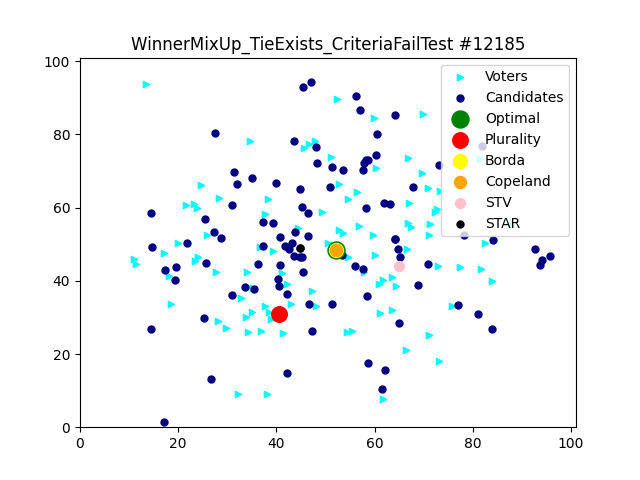 WinnerMixUp_TieExists_CriteriaFailTest #12185
100
80
60
40
20
0
0 20 40 60 80 100
Voters
Candidates
Optimal
Plurality
Borda
Copeland
STV
STAR